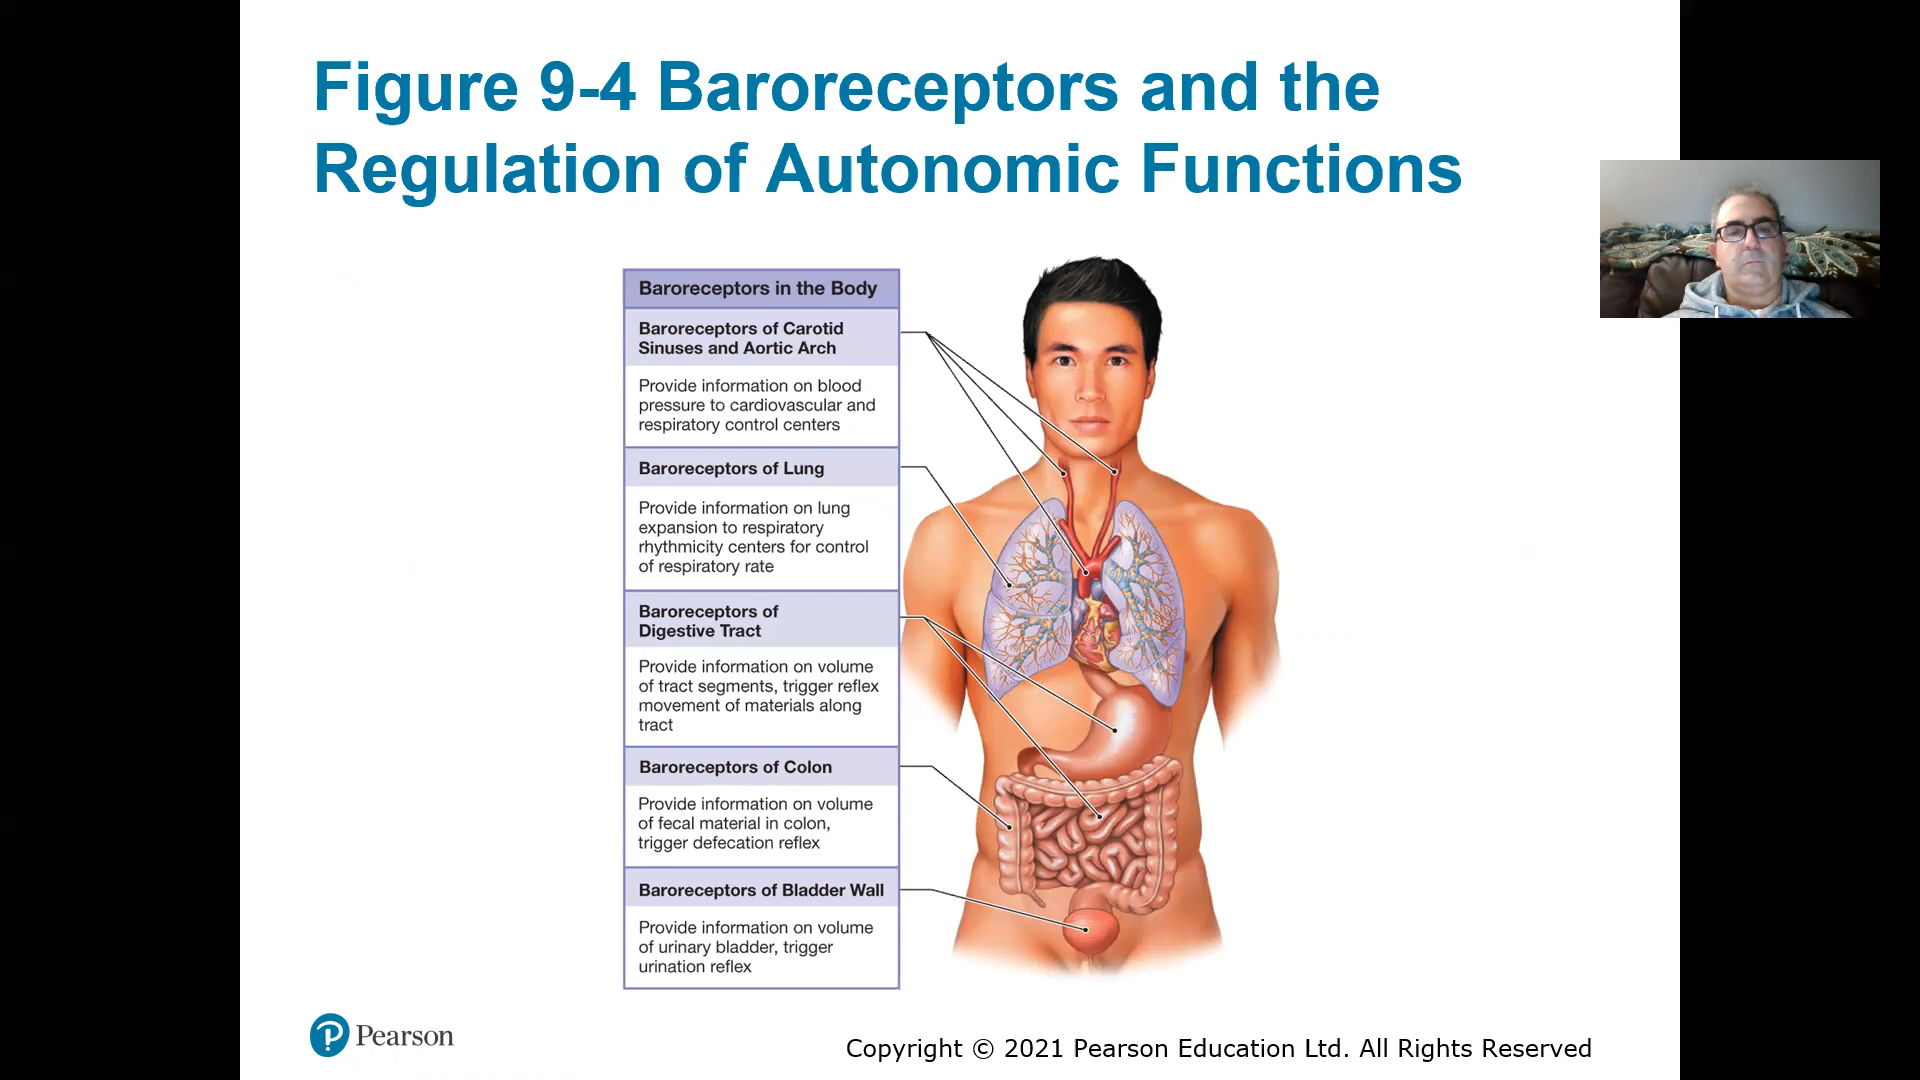 Figure 9-4 Baroreceptors and the
Regulation of Autonomic Functions
Baroreceptors in the Body
Baroreceptors of Carotid
Sinuses and Aortic Arch
Provide information on blood
pressure to cardiovascular and
respiratory control centers
Baroreceptors of Lung
Provide information on lung
expansion to respiratory
rhythmicity centers for control
of respiratory rate
Baroreceptors of
Digestive Tract
Provide information on volume
of tract segments, trigger reflex
movement of materials along
tract
Baroreceptors of Colon
Provide information on volume
of fecal material in colon,
trigger defecation reflex
Baroreceptors of Bladder Wall
Provide information on volume
of urinary bladder, trigger
urination reflex
P Pearson
Copyright © 2021 Pearson Education Ltd. All Rights Reserved